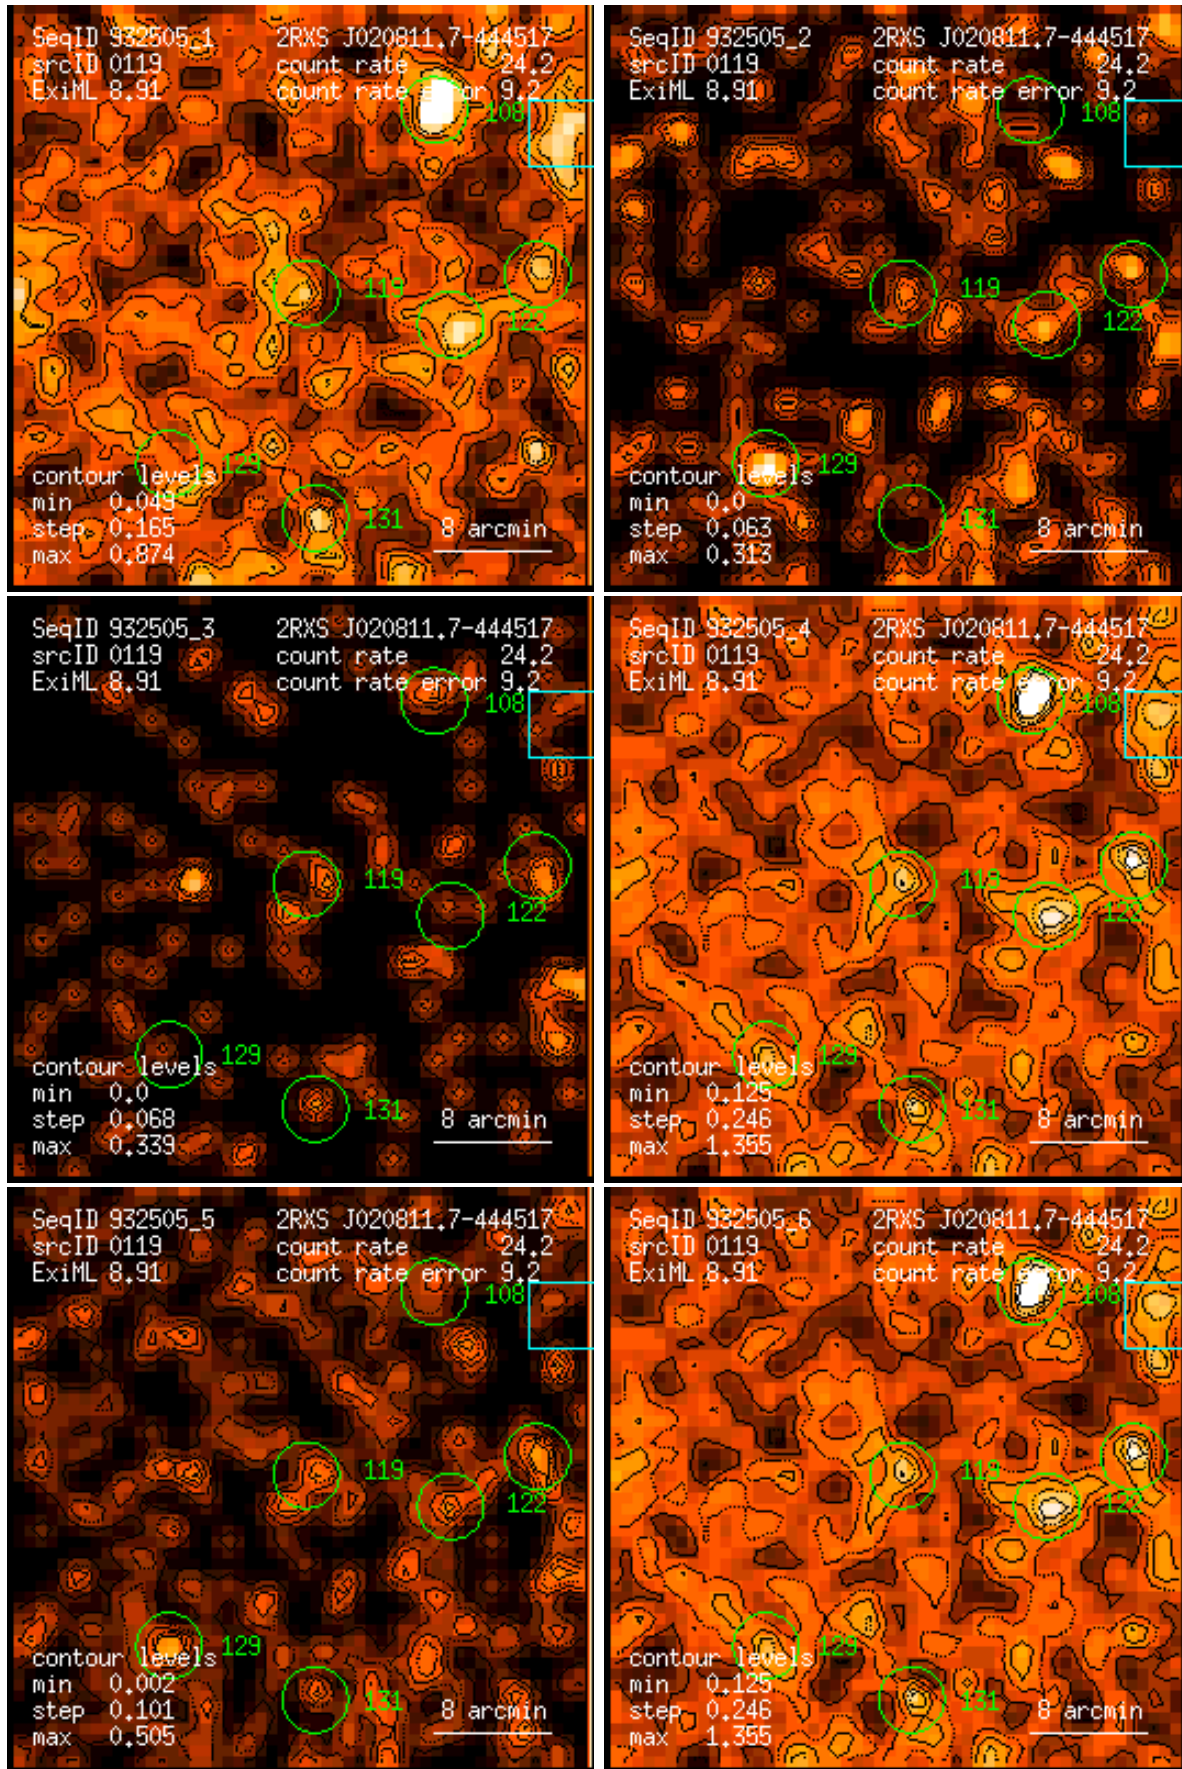 SeqID 932505_1 2RXS J020811.7-444517
srcID 0119 count rate 24.2
ExiML 8.91 count rate error 9.2
108
119
122
129
contour levels
min 0.049
131
step 0.165 8 arcmin
max 0.874
SeqID 932505_2 2RXS J020811.7-444517
srcID 0119 count rate 24.2
ExiML 8.91 count rate error 9.2
108
119
122
129
contour levels
min 0.0
131
step 0.063 8 arcmin
max 0.313
SeqID 932505_3 2RXS J020811.7-444517
srcID 0119 count rate 24.2
ExiML 8.91 count rate error 9.2
108
119
122
129
contour levels
min 0.0
131
step 0.068 8 arcmin
max 0.339
SeqID 932505_4 2RXS J020811.7-444517
srcID 0119 count rate 24.2
ExiML 8.91 count rate error 9.2
108
119
122
129
contour levels
min 0.125
131
step 0.246 8 arcmin
max 1.355
SeqID 932505_5 2RXS J020811.7-444517
srcID 0119 count rate 24.2
ExiML 8.91 count rate error 9.2
108
119
122
129
contour levels
min 0.002
131
step 0.101 8 arcmin
max 0.505
SeqID 932505_6 2RXS J020811.7-444517
srcID 0119 count rate 24.2
ExiML 8.91 count rate error 9.2
108
119
122
129
contour levels
min 0.125
131
step 0.246 8 arcmin
max 1.355